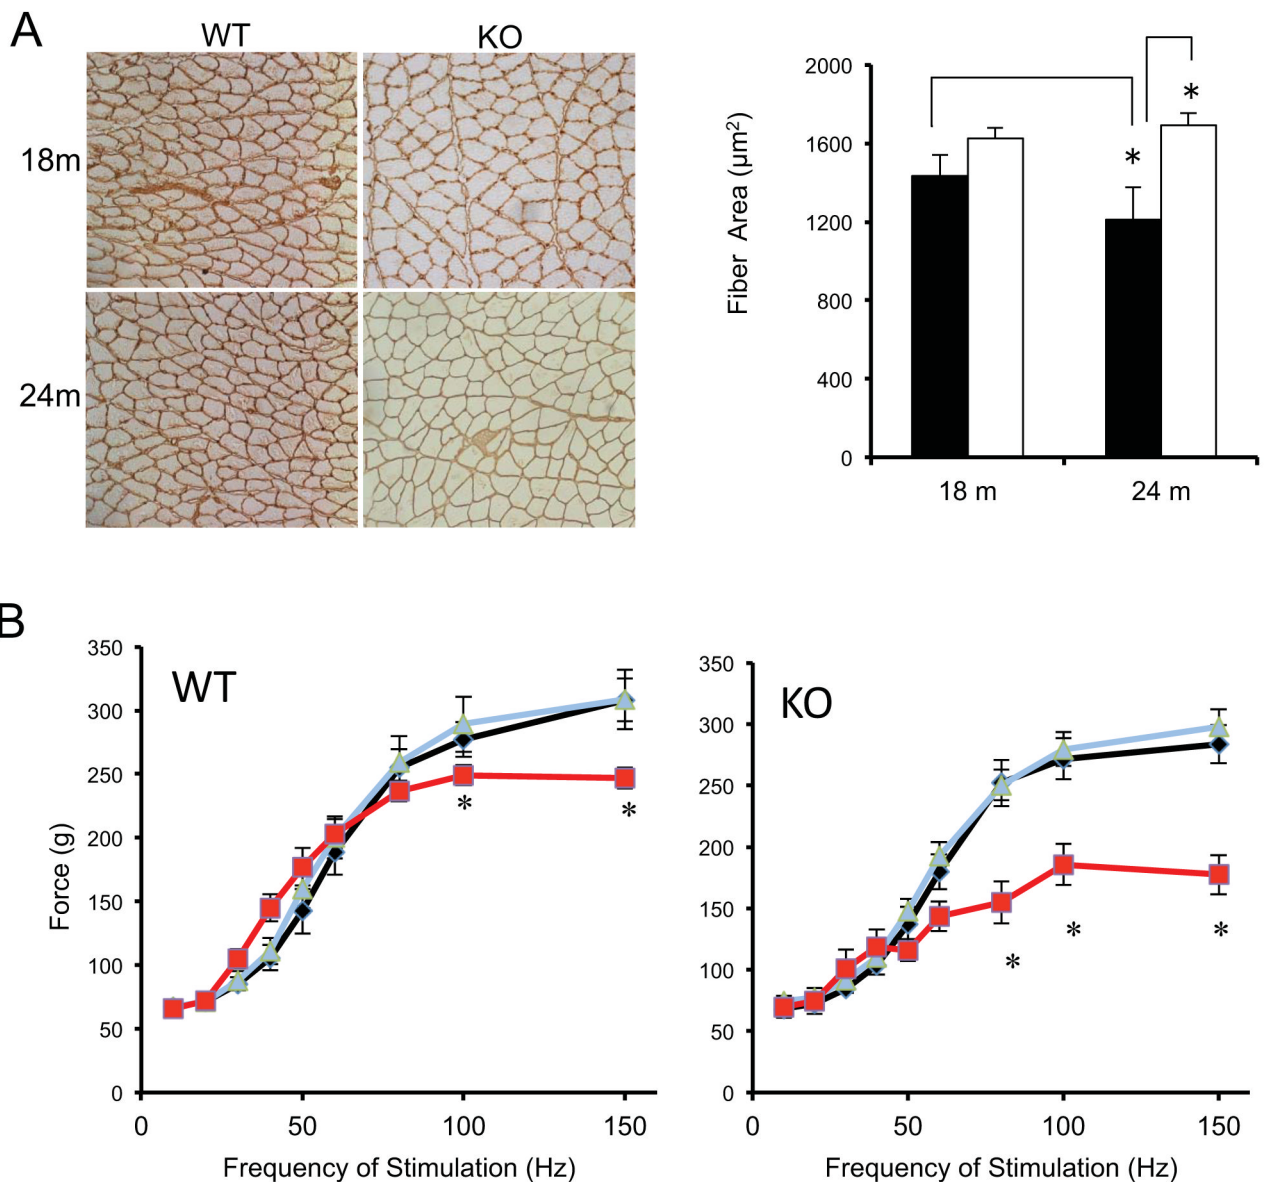 A
WT
KO
18m
24m
Fiber Area (μm²)
2000
1600
1200
800
400
0
*
*
18 m
24 m
B
WT
Force (g)
350
300
250
200
150
100
50
0
*
*
0
50
100
150
Frequency of Stimulation (Hz)
KO
350
300
250
200
150
100
50
0
*
*
*
0
50
100
150
Frequency of Stimulation (Hz)